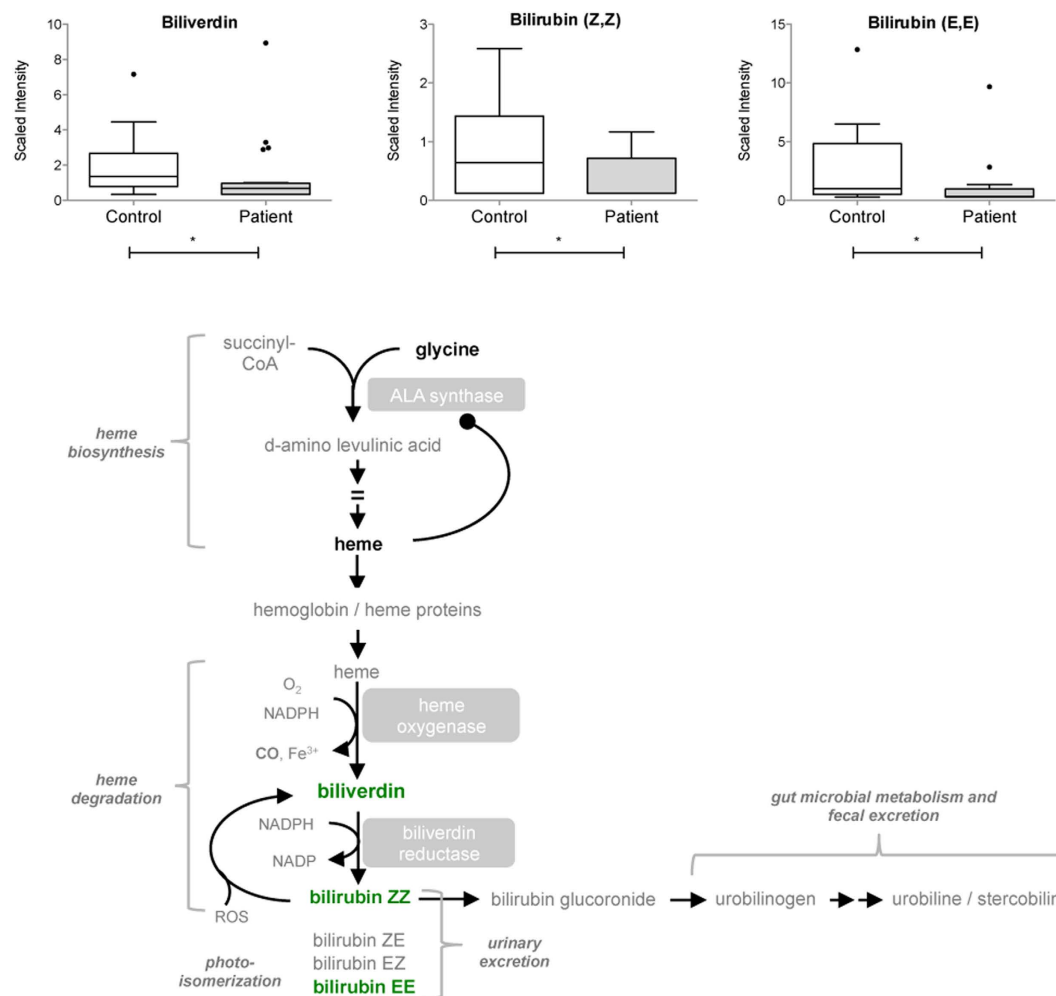 Biliverdin
Scaled Intensity
10
8
6
4
2
0
Control
Patient
*
Bilirubin (Z,Z)
Scaled Intensity
3
2
1
0
Control
Patient
*
Bilirubin (E,E)
Scaled Intensity
15
10
5
0
Control
Patient
*
heme
biosynthesis
succinyl-
CoA
glycine
ALA synthase
d-amino levulinic acid
=
heme
hemoglobin / heme proteins
heme
O2
NADPH
heme
oxygenase
CO, Fe3+
heme
degradation
biliverdin
NADPH
biliverdin
reductase
NADP
gut microbial metabolism and
fecal excretion
bilirubin ZZ
bilirubin glucoronide
urobilinogen
urobiline / stercobilin
ROS
photo-
isomerization
bilirubin ZE
bilirubin EZ
bilirubin EE
urinary
excretion